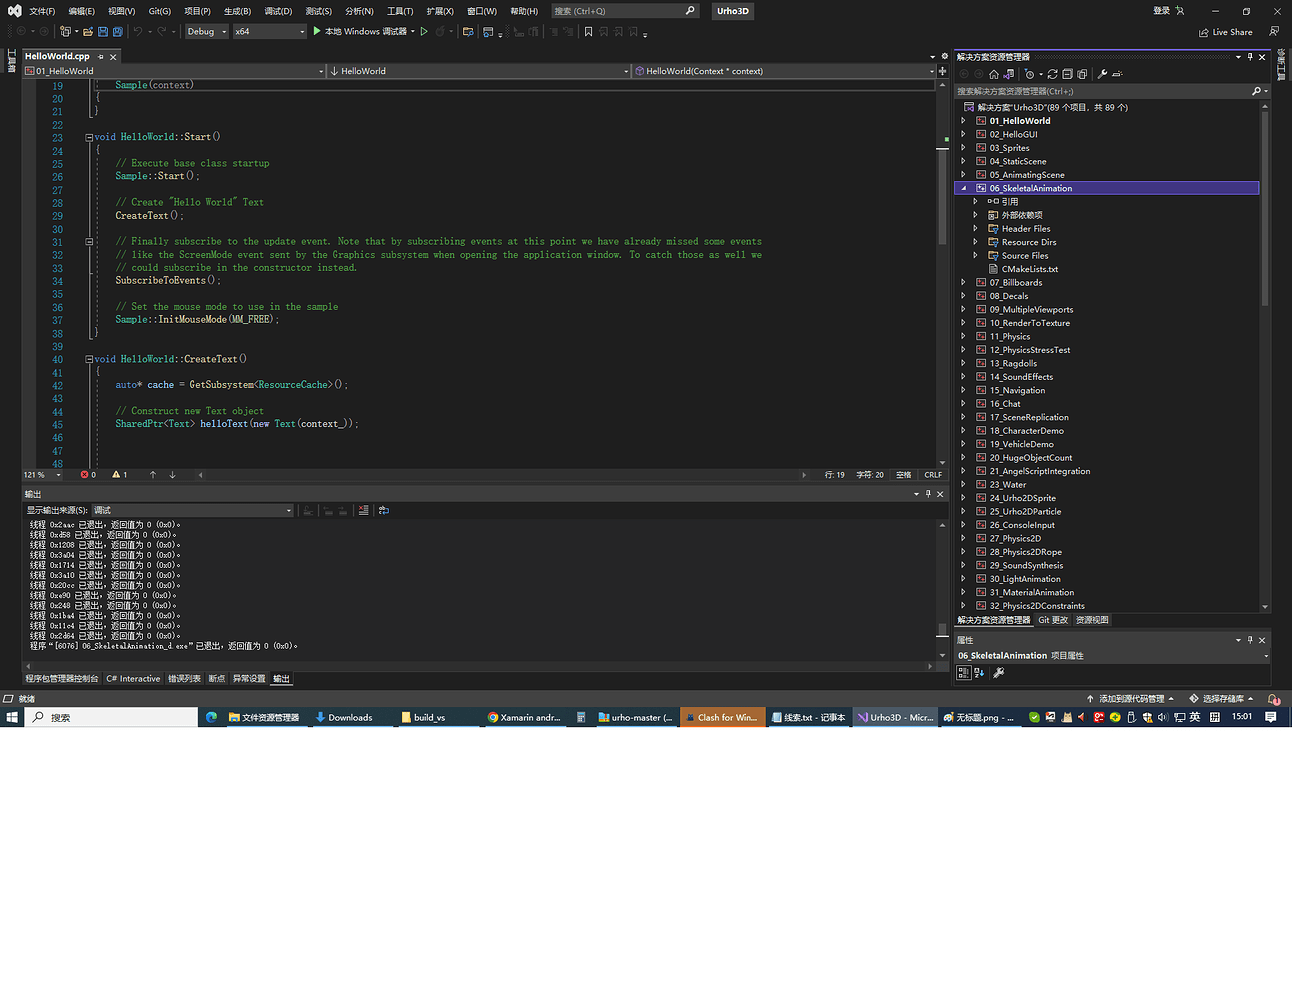 文件(F) 编辑(E) 视图(V) Git(G) 项目(P) 生成(B) 调试(D) 测试(S) 分析(N) 工具(T) 扩展(X) 窗口(W) 帮助(H) 搜索 (Ctrl+Q) Urho3D 登录
Debug x64 本地 Windows 调试器 Live Share
工具箱
HelloWorld.cpp
01_HelloWorld HelloWorld HelloWorld(Context * context)
19 Sample(context)
20 {
21 }
22
23 void HelloWorld::Start()
24 {
25 // Execute base class startup
26 Sample::Start();
27
28 // Create "Hello World" Text
29 CreateText();
30
31 // Finally subscribe to the update event. Note that by subscribing events at this point we have already missed some events
32 // like the ScreenMode event sent by the Graphics subsystem when opening the application window. To catch those as well we
33 // could subscribe in the constructor instead.
34 SubscribeToEvents();
35
36 // Set the mouse mode to use in the sample
37 Sample::InitMouseMode(MM_FREE);
38 }
39
40 void HelloWorld::CreateText()
41 {
42 auto* cache = GetSubsystem<ResourceCache>();
43
44 // Construct new Text object
45 SharedPtr<Text> helloText(new Text(context_));
46
47
48
121 % 0 1 行: 19 字符: 20 空格 CRLF
输出
显示输出来源(S): 调试
线程 0x2aac 已退出，返回值为 0 (0x0)。
线程 0xd58 已退出，返回值为 0 (0x0)。
线程 0x1208 已退出，返回值为 0 (0x0)。
线程 0x3a04 已退出，返回值为 0 (0x0)。
线程 0x1714 已退出，返回值为 0 (0x0)。
线程 0x3a10 已退出，返回值为 0 (0x0)。
线程 0x20cc 已退出，返回值为 0 (0x0)。
线程 0xe90 已退出，返回值为 0 (0x0)。
线程 0x248 已退出，返回值为 0 (0x0)。
线程 0x1ba4 已退出，返回值为 0 (0x0)。
线程 0x11c4 已退出，返回值为 0 (0x0)。
线程 0x2d64 已退出，返回值为 0 (0x0)。
程序“[6076] 06_SkeletalAnimation_d.exe”已退出，返回值为 0 (0x0)。
程序包管理器控制台 C# Interactive 错误列表 断点 异常设置 输出
解决方案资源管理器
搜索解决方案资源管理器(Ctrl+;)
解决方案"Urho3D"(89 个项目，共 89 个)
01_HelloWorld
02_HelloGUI
03_Sprites
04_StaticScene
05_AnimatingScene
06_SkeletalAnimation
引用
外部依赖项
Header Files
Resource Dirs
Source Files
CMakeLists.txt
07_Billboards
08_Decals
09_MultipleViewports
10_RenderToTexture
11_Physics
12_PhysicsStressTest
13_Ragdolls
14_SoundEffects
15_Navigation
16_Chat
17_SceneReplication
18_CharacterDemo
19_VehicleDemo
20_HugeObjectCount
21_AngelScriptIntegration
23_Water
24_Urho2DSprite
25_Urho2DParticle
26_ConsoleInput
27_Physics2D
28_Physics2DRope
29_SoundSynthesis
30_LightAnimation
31_MaterialAnimation
32_Physics2DConstraints
解决方案资源管理器 Git 更改 资源视图
属性
06_SkeletalAnimation 项目属性
诊断工具
就绪 添加到源代码管理 选择存储库 1
搜索 文件资源管理器 Downloads build_vs Xamarin andr... urho-master (... Clash for Win... 线索.txt - 记事本 Urho3D - Micr... 无标题.png - ... 英 15:01